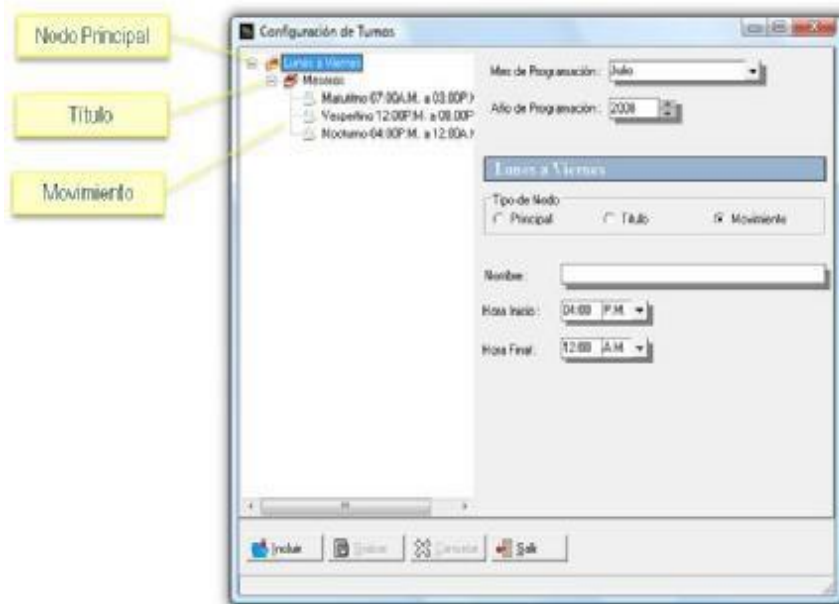 Nodo Principal
Título
Movimiento
Configuración de Turnos
Lunes a Viernes
Meseros
Matutino 07:00A.M. a 03:00P.M
Vespertino 12:00P.M. a 08:00P
Nocturno 04:00P.M. a 12:00A.M
Mes de Programación: Julio
Año de Programación: 2008
Lunes a Viernes
Tipo de Nodo
Principal Título Movimiento
Nombre:
Hora Inicio: 04:00 P.M.
Hora Final: 12:00 A.M.
Incluir Cancelar Salir